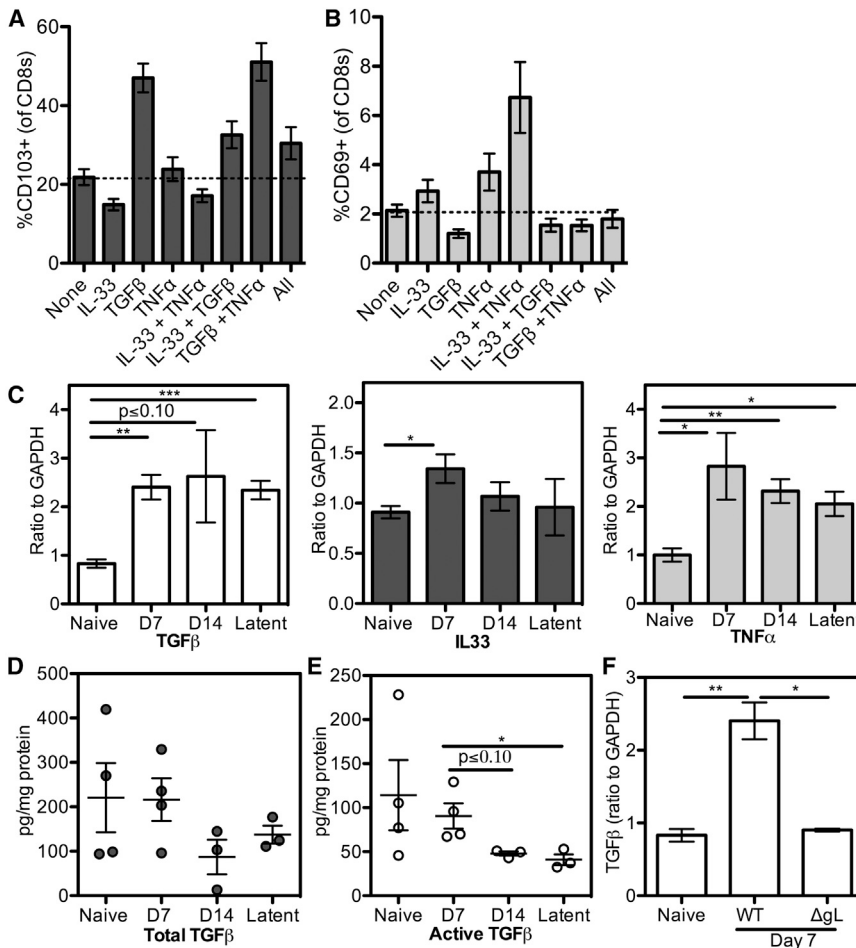 A
%CD103+ (of CD8s)
60
40
20
0
None
IL-33
TGFβ
TNFα
IL-33 + TNFα
IL-33 + TGFβ
TGFβ +TNFα
All
B
%CD69+ (of CD8s)
10
8
6
4
2
0
None
IL-33
TGFβ
TNFα
IL-33 + TNFα
IL-33 + TGFβ
TGFβ +TNFα
All
C
Ratio to GAPDH
4
3
2
1
0
***
p≤0.10
**
Naive D7 D14 Latent
TGFβ
Ratio to GAPDH
2.0
1.5
1.0
0.5
0.0
*
Naive D7 D14 Latent
IL33
Ratio to GAPDH
4
3
2
1
0
*
**
*
Naive D7 D14 Latent
TNFα
D
pg/mg protein
500
400
300
200
100
0
Naive D7 D14 Latent
Total TGFβ
E
pg/mg protein
250
200
150
100
50
0
*
p≤0.10
Naive D7 D14 Latent
Active TGFβ
F
TGFβ (ratio to GAPDH)
3
2
1
0
** *
Naive WT ΔgL
Day 7